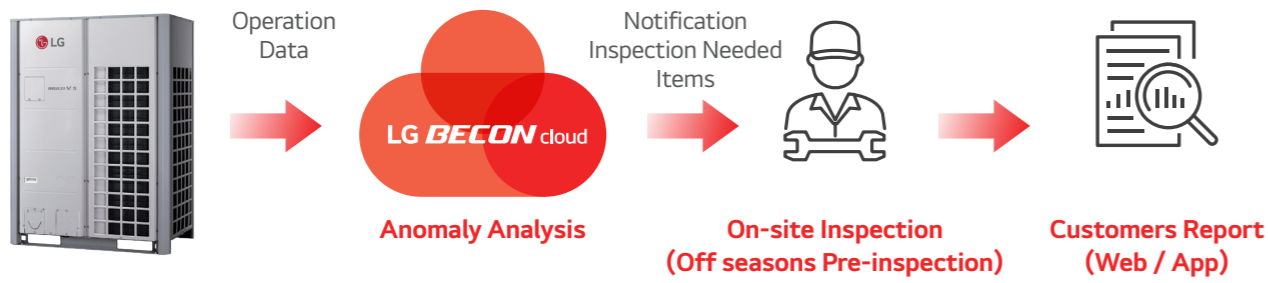 LG
Operation
Data
LG BECON cloud
Anomaly Analysis
Notification
Inspection Needed
Items
On-site Inspection
(Off seasons Pre-inspection)
Customers Report
(Web / App)